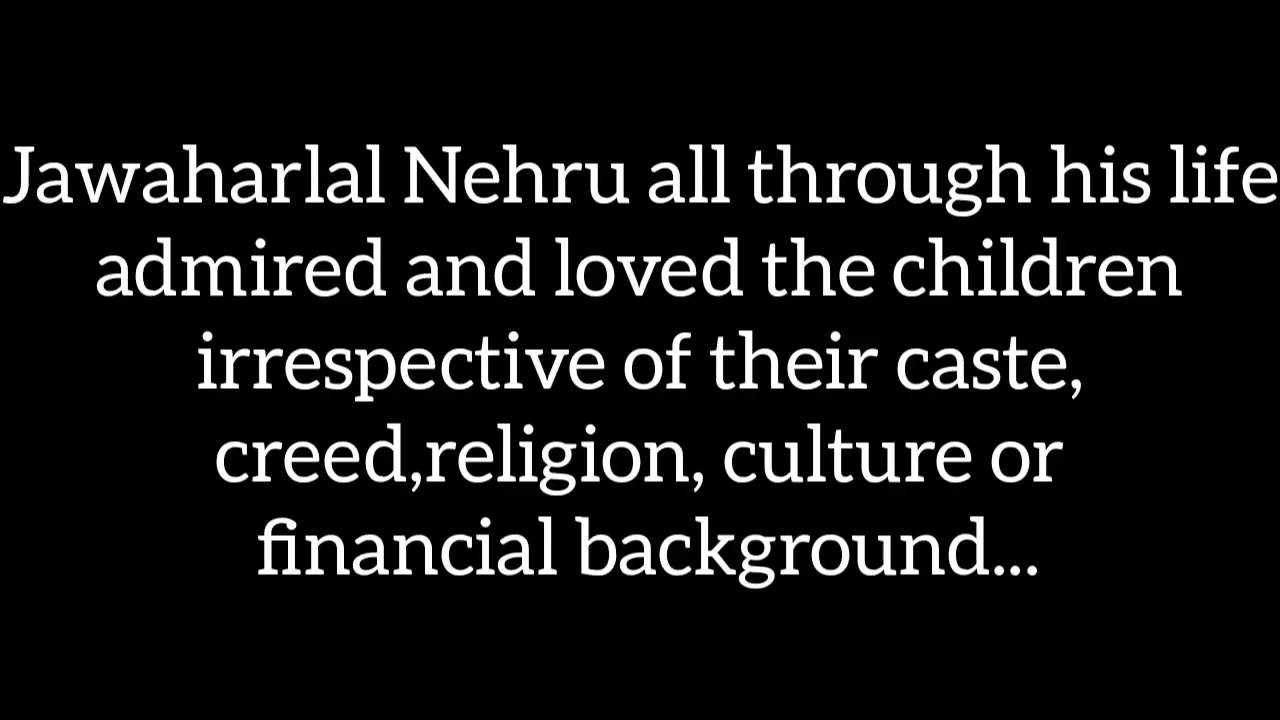 Jawaharlal Nehru all through his life
admired and loved the children
irrespective of their caste,
creed,religion, culture or
financial background...